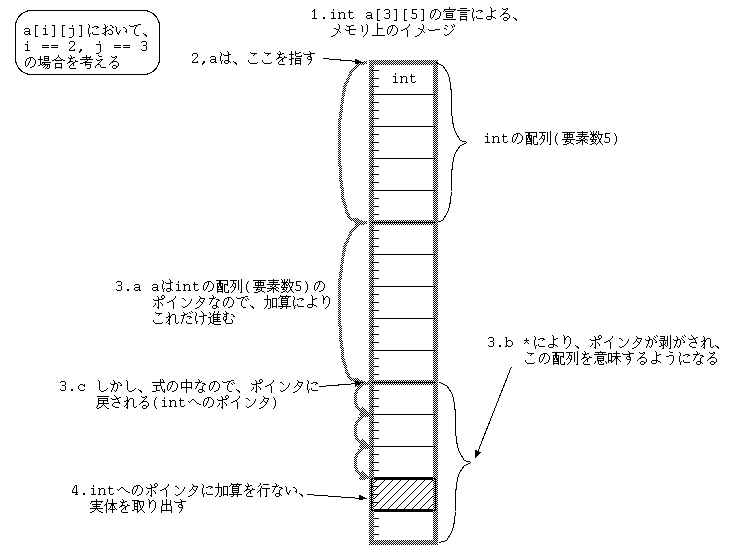 a[i][j]において、
i == 2, j == 3
の場合を考える
1.int a[3][5]の宣言による、
メモリ上のイメージ
2,aは、ここを指す
int
intの配列(要素数5)
3.a aはintの配列(要素数5)の
ポインタなので、加算により
これだけ進む
3.b *により、ポインタが剥がされ、
この配列を意味するようになる
3.c しかし、式の中なので、ポインタに
戻される(intへのポインタ)
4.intへのポインタに加算を行ない、
実体を取り出す